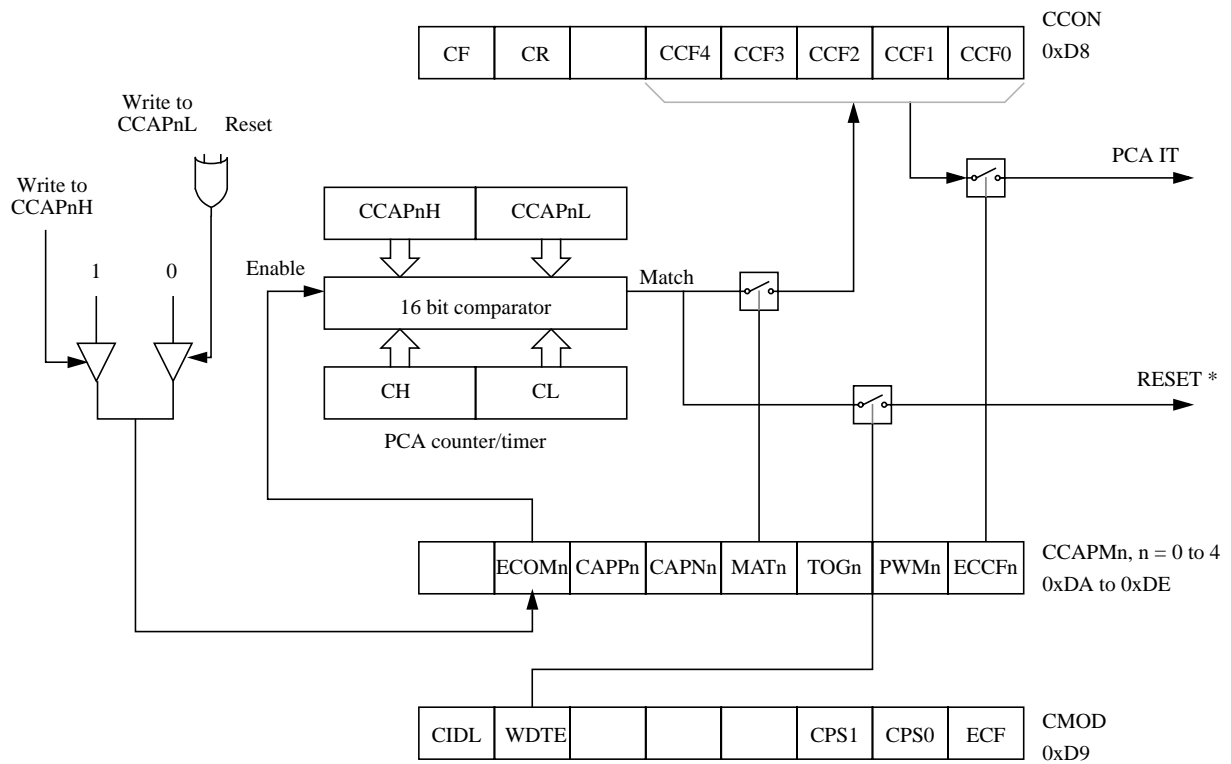 CCON
0xD8
CF CR CCF4 CCF3 CCF2 CCF1 CCF0
Write to
CCAPnL Reset
Write to
CCAPnH
PCA IT
CCAPnH CCAPnL
1 0
Enable
Match
16 bit comparator
RESET *
CH CL
PCA counter/timer
ECOMn CAPPn CAPNn MATn TOGn PWMn ECCFn
CCAPMn, n = 0 to 4
0xDA to 0xDE
CIDL WDTE CPS1 CPS0 ECF
CMOD
0xD9